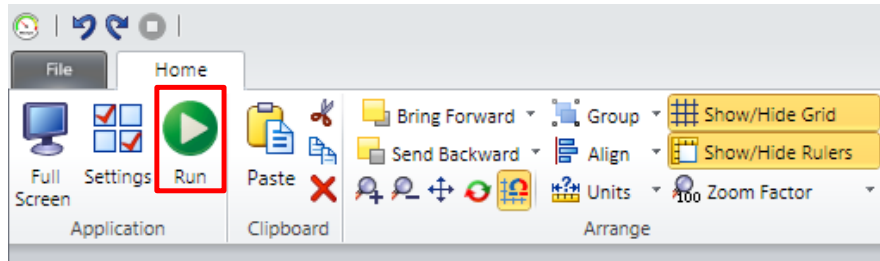 File Home
Bring Forward Group Show/Hide Grid
Send Backward Align Show/Hide Rulers
Full Screen Settings Run Paste 100 Units Zoom Factor
Application Clipboard Arrange